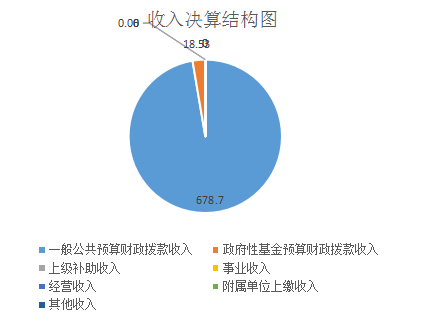 收入决算结构图
0.00
18.53
0
678.7
一般公共预算财政拨款收入
政府性基金预算财政拨款收入
上级补助收入
事业收入
经营收入
附属单位上缴收入
其他收入